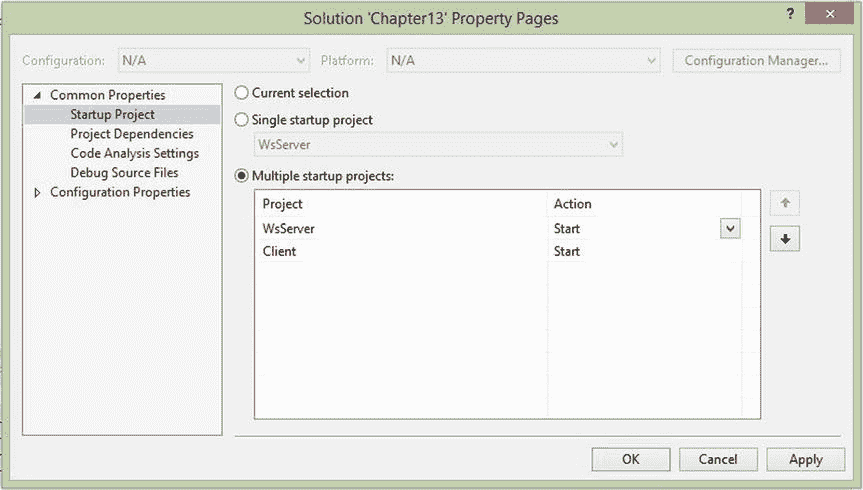 Solution 'Chapter13' Property Pages
?
Configuration: N/A Platform: N/A Configuration Manager...
Common Properties
Startup Project
Project Dependencies
Code Analysis Settings
Debug Source Files
Configuration Properties
Current selection
Single startup project
WsServer
Multiple startup projects:
Project Action
WsServer Start
Client Start
OK Cancel Apply